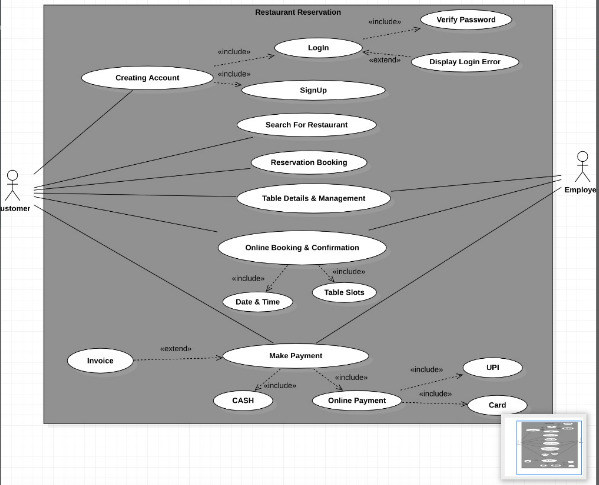 Restaurant Reservation
«include»
Verify Password
LogIn
«include»
«extend»
Display Login Error
Creating Account
«include»
SignUp
Search For Restaurant
Reservation Booking
ustomer
Table Details & Management
Employe
Online Booking & Confirmation
«include»
«include»
Date & Time
Table Slots
Invoice
«extend»
Make Payment
«include»
«include»
«include»
UPI
CASH
Online Payment
«include»
Card